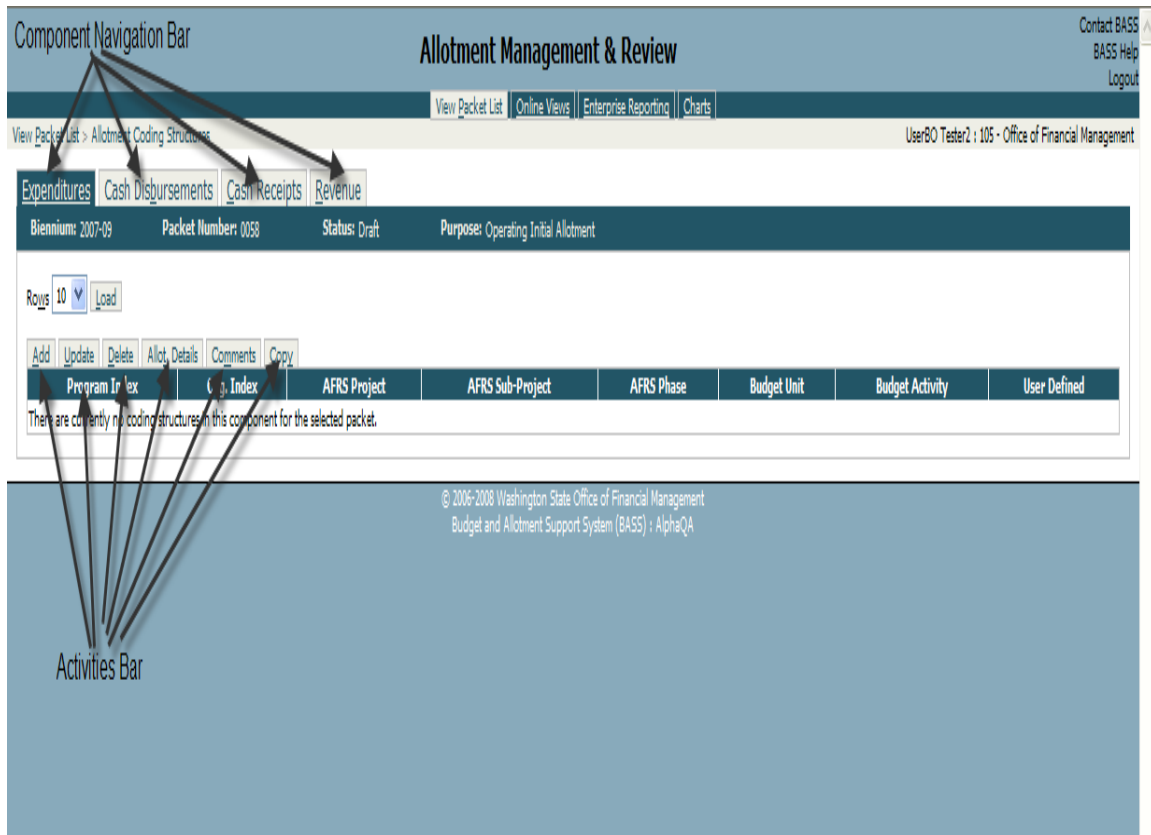 Component Navigation Bar
Allotment Management & Review
Contact BASS
BASS Help
Logout
View Packet List Online Views Enterprise Reporting Charts
View Packet List > Allotment Coding Structures UserBO Tester2 : 105 - Office of Financial Management
Expenditures Cash Disbursements Cash Receipts Revenue
Biennium: 2007-09 Packet Number: 0058 Status: Draft Purpose: Operating Initial Allotment
Rows 10 Load
Add Update Delete Allot. Details Comments Copy
Program Index Org. Index AFRS Project AFRS Sub-Project AFRS Phase Budget Unit Budget Activity User Defined
There are currently no coding structures in this component for the selected packet.
© 2006-2008 Washington State Office of Financial Management
Budget and Allotment Support System (BASS) : AlphaQA
Activities Bar